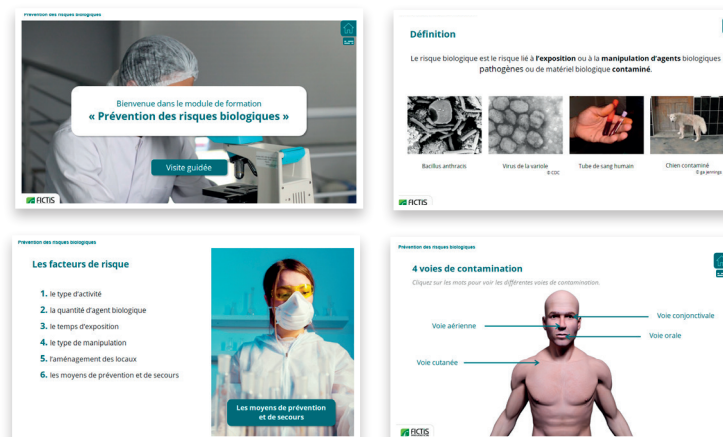 Prévention des risques biologiques
Bienvenue dans le module de formation
« Prévention des risques biologiques »
Visite guidée
FICTIS
Définition
Le risque biologique est le risque lié à l'exposition ou à la manipulation d'agents biologiques
pathogènes ou de matériel biologique contaminé.
Bacillus anthracis
Virus de la variole
© CDC
Tube de sang humain
Chien contaminé
© ga jennings
FICTIS
Prévention des risques biologiques
Les facteurs de risque
1. le type d'activité
2. la quantité d'agent biologique
3. le temps d'exposition
4. le type de manipulation
5. l'aménagement des locaux
6. les moyens de prévention et de secours
Les moyens de prévention
et de secours
Prévention des risques biologiques
4 voies de contamination
Cliquez sur les mots pour voir les différentes voies de contamination.
Voie aérienne
Voie conjonctivale
Voie orale
Voie cutanée
FICTIS